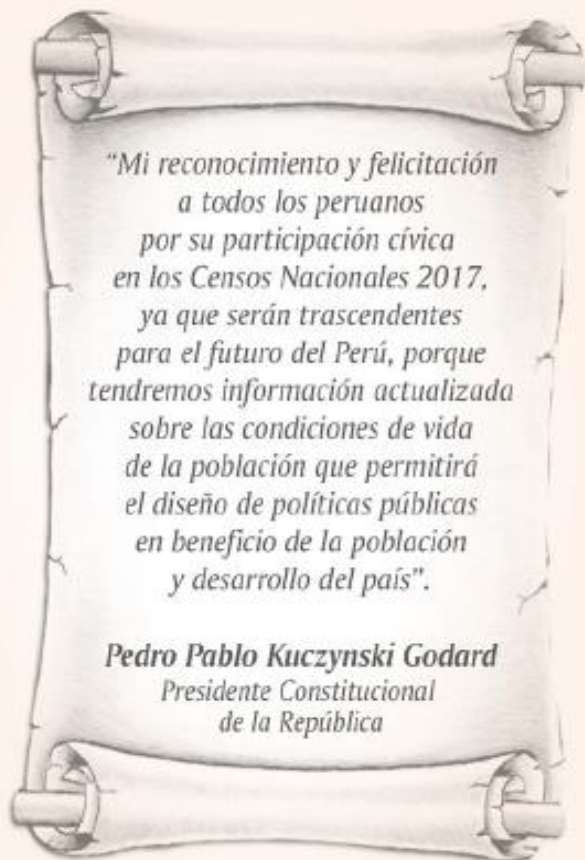 “Mi reconocimiento y felicitación
a todos los peruanos
por su participación cívica
en los Censos Nacionales 2017,
ya que serán trascendentes
para el futuro del Perú, porque
tendremos información actualizada
sobre las condiciones de vida
de la población que permitirá
el diseño de políticas públicas
en beneficio de la población
y desarrollo del país”.
Pedro Pablo Kuczynski Godard
Presidente Constitucional
de la República